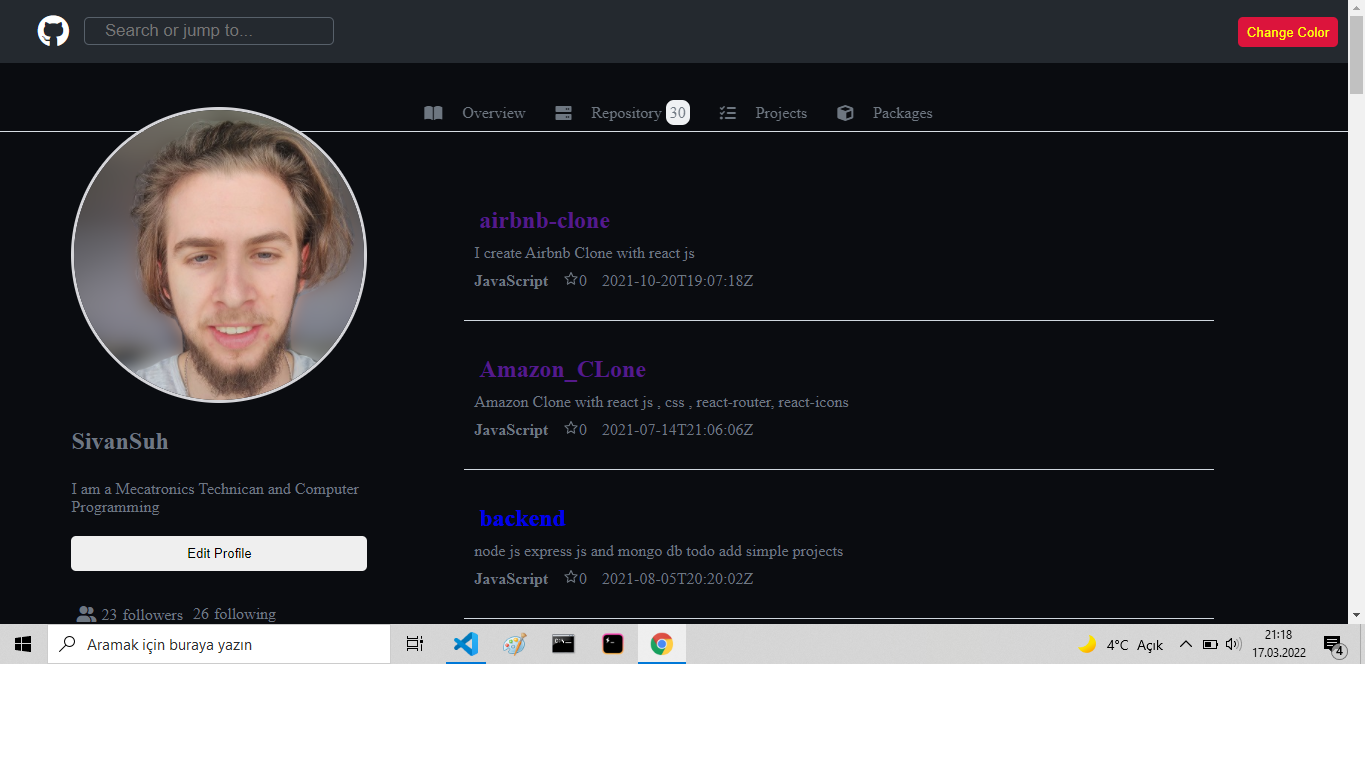 Search or jump to...
Change Color
Overview Repository 30 Projects Packages
airbnb-clone
I create Airbnb Clone with react js
JavaScript 0 2021-10-20T19:07:18Z
Amazon_CLone
Amazon Clone with react js , css , react-router, react-icons
JavaScript 0 2021-07-14T21:06:06Z
backend
node js express js and mongo db todo add simple projects
JavaScript 0 2021-08-05T20:20:02Z
SivanSuh
I am a Mecatronics Technican and Computer
Programming
Edit Profile
23 followers 26 following
Aramak için buraya yazın
4°C Açık
21:18
17.03.2022
4